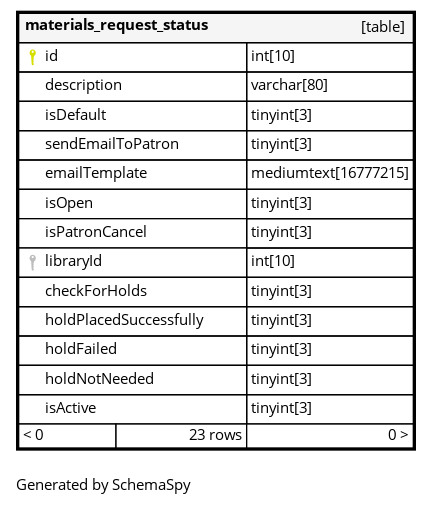 materials_request_status [table]
id int[10]
description varchar[80]
isDefault tinyint[3]
sendEmailToPatron tinyint[3]
emailTemplate mediumtext[16777215]
isOpen tinyint[3]
isPatronCancel tinyint[3]
libraryId int[10]
checkForHolds tinyint[3]
holdPlacedSuccessfully tinyint[3]
holdFailed tinyint[3]
holdNotNeeded tinyint[3]
isActive tinyint[3]
< 0 23 rows 0 >
Generated by SchemaSpy